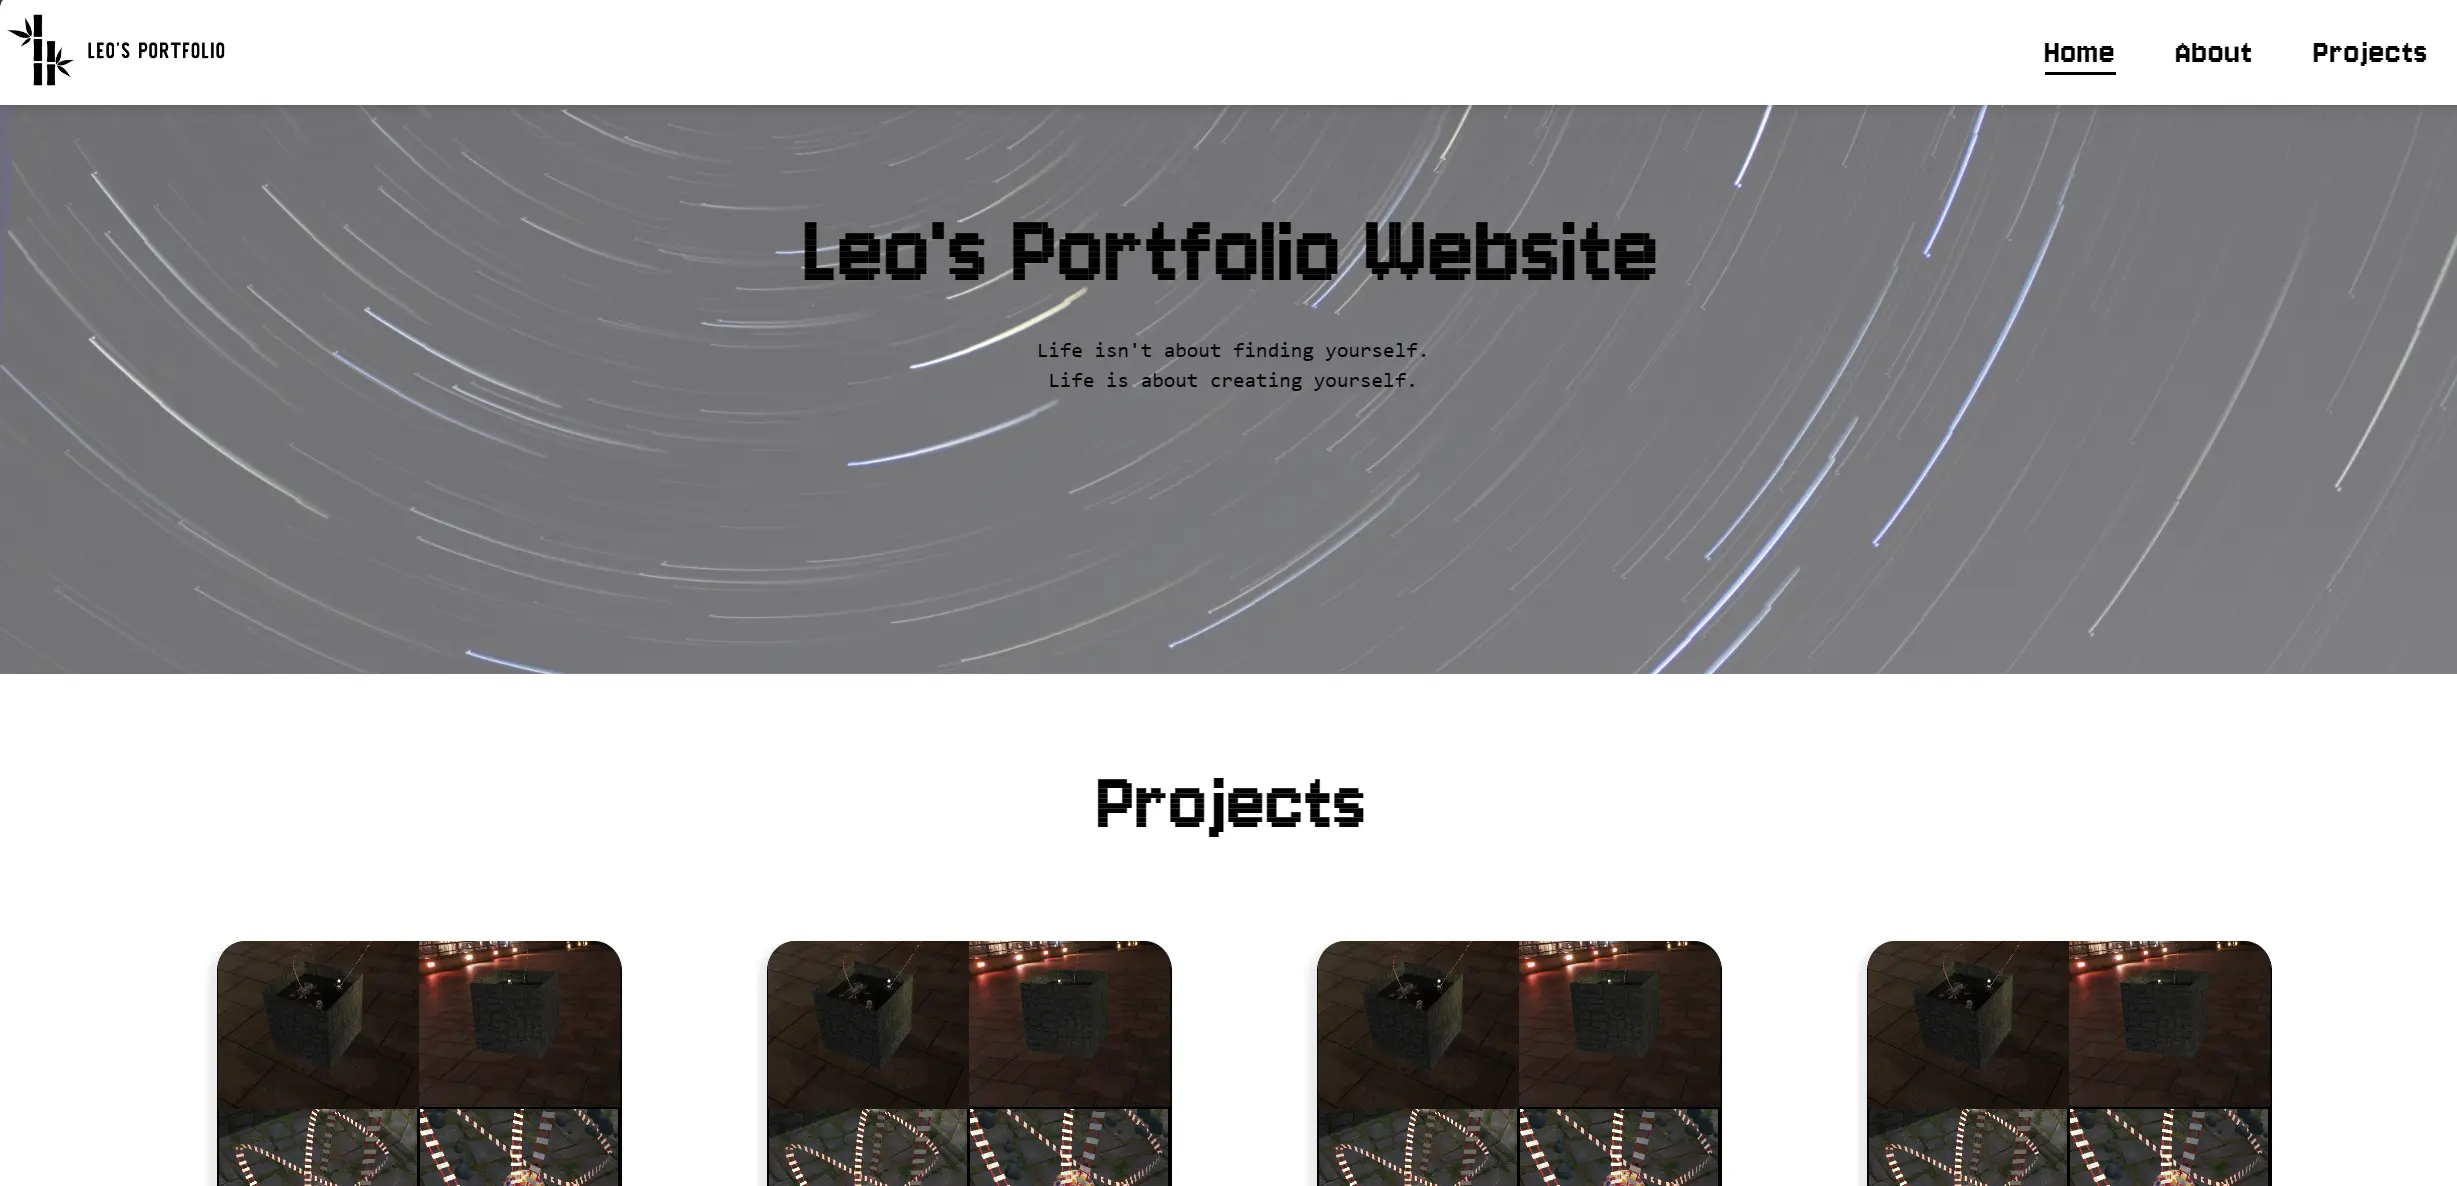 LEO'S PORTFOLIO
Home About Projects
Leo's Portfolio Website
Life isn't about finding yourself.
Life is about creating yourself.
Projects